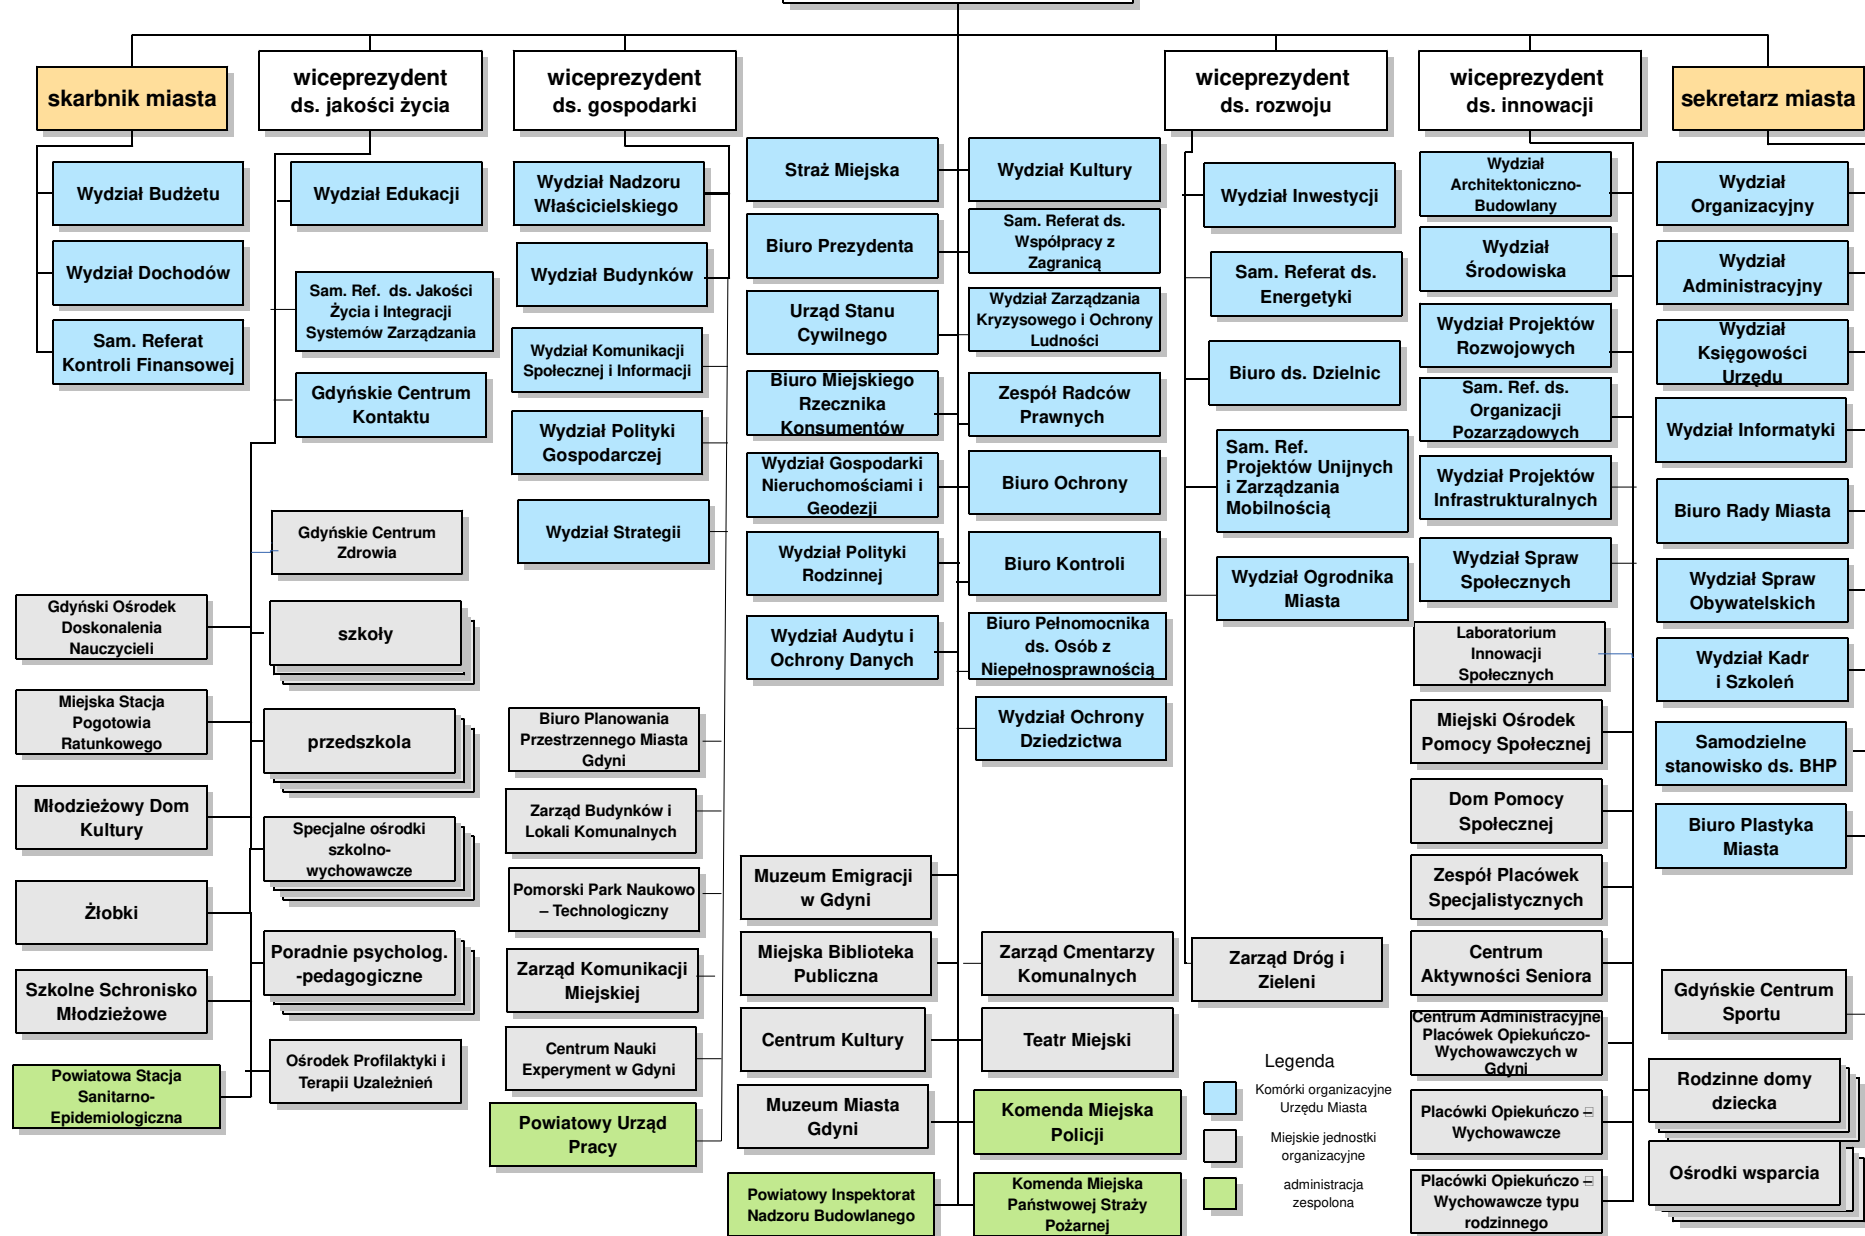 skarbnik miasta
wiceprezydent
ds. jakości życia
wiceprezydent
ds. gospodarki
wiceprezydent
ds. rozwoju
wiceprezydent
ds. innowacji
sekretarz miasta
Wydział Budżetu
Wydział Dochodów
Sam. Referat
Kontroli Finansowej
Wydział Edukacji
Sam. Ref.  ds. Jakości
Życia i Integracji
Systemów Zarządzania
Gdyńskie Centrum
Kontaktu
Gdyńskie Centrum
Zdrowia
szkoły
przedszkola
Specjalne ośrodki
szkolno-
wychowawcze
Poradnie psycholog.
-pedagogiczne
Ośrodek Profilaktyki i
Terapii Uzależnień
Gdyński Ośrodek
Doskonalenia
Nauczycieli
Miejska Stacja
Pogotowia
Ratunkowego
Młodzieżowy Dom
Kultury
Żłobki
Szkolne Schronisko
Młodzieżowe
Powiatowa Stacja
Sanitarno-
Epidemiologiczna
Wydział Nadzoru
Właścicielskiego
Wydział Budynków
Wydział Komunikacji
Społecznej i Informacji
Wydział Polityki
Gospodarczej
Wydział Strategii
Biuro Planowania
Przestrzennego Miasta
Gdyni
Zarząd Budynków i
Lokali Komunalnych
Pomorski Park Naukowo
– Technologiczny
Zarząd Komunikacji
Miejskiej
Centrum Nauki
Experyment w Gdyni
Powiatowy Urząd
Pracy
Straż Miejska
Biuro Prezydenta
Urząd Stanu
Cywilnego
Biuro Miejskiego
Rzecznika
Konsumentów
Wydział Gospodarki
Nieruchomościami i
Geodezji
Wydział Polityki
Rodzinnej
Wydział Audytu i
Ochrony Danych
Muzeum Emigracji
w Gdyni
Miejska Biblioteka
Publiczna
Centrum Kultury
Muzeum Miasta
Gdyni
Powiatowy Inspektorat
Nadzoru Budowlanego
Wydział Kultury
Sam. Referat ds.
Współpracy z
Zagranicą
Wydział Zarządzania
Kryzysowego i Ochrony
Ludności
Zespół Radców
Prawnych
Biuro Ochrony
Biuro Kontroli
Biuro Pełnomocnika
ds. Osób z
Niepełnosprawnością
Wydział Ochrony
Dziedzictwa
Zarząd Cmentarzy
Komunalnych
Teatr Miejski
Komenda Miejska
Policji
Komenda Miejska
Państwowej Straży
Pożarnej
Wydział Inwestycji
Sam. Referat ds.
Energetyki
Biuro ds. Dzielnic
Sam. Ref.
Projektów Unijnych
i Zarządzania
Mobilnością
Wydział Ogrodnika
Miasta
Zarząd Dróg i
Zieleni
Legenda
Komórki organizacyjne
Urzędu Miasta
Miejskie jednostki
organizacyjne
administracja
zespolona
Wydział
Architektoniczno-
Budowlany
Wydział
Środowiska
Wydział Projektów
Rozwojowych
Sam. Ref. ds.
Organizacji
Pozarządowych
Wydział Projektów
Infrastrukturalnych
Wydział Spraw
Społecznych
Laboratorium
Innowacji
Społecznych
Miejski Ośrodek
Pomocy Społecznej
Dom Pomocy
Społecznej
Zespół Placówek
Specjalistycznych
Centrum
Aktywności Seniora
Centrum Administracyjne
Placówek Opiekuńczo-
Wychowawczych w
Gdyni
Placówki Opiekuńczo –
Wychowawcze
Placówki Opiekuńczo –
Wychowawcze typu
rodzinnego
Wydział
Organizacyjny
Wydział
Administracyjny
Wydział
Księgowości
Urzędu
Wydział Informatyki
Biuro Rady Miasta
Wydział Spraw
Obywatelskich
Wydział Kadr
i Szkoleń
Samodzielne
stanowisko ds. BHP
Biuro Plastyka
Miasta
Gdyńskie Centrum
Sportu
Rodzinne domy
dziecka
Ośrodki wsparcia